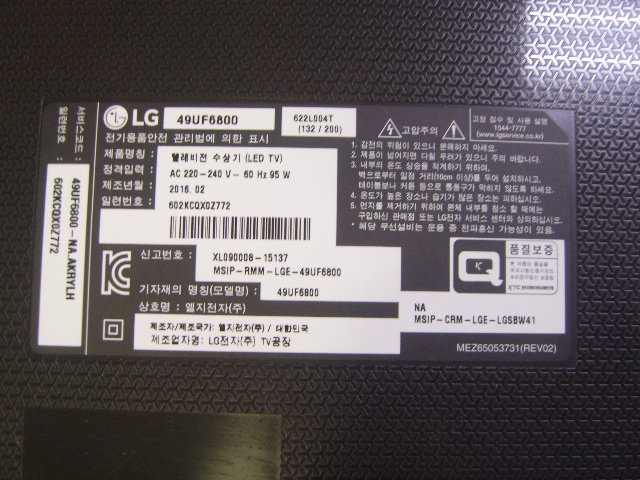 서비스코드: 49UF6800-NA.AKRYLH
일련번호: 602KCQX0Z772
LG 49UF6800
622L004T
(132 / 200)
전기용품안전 관리법에 의한 표시
제품명칭: 텔레비전 수상기 (LED TV)
정격입력: AC 220-240 V~ 60 Hz 95 W
제조년월: 2016. 02
일련번호: 602KCQX0Z772
신고번호: XL090008-15137
MSIP-RMM-LGE-49UF6800
기자재의 명칭(모델명): 49UF6800
상호명: 엘지전자(주)
제조자/제조국가: 엘지전자(주) / 대한민국
제조업자명: LG전자(주) TV공장
고압주의
고장 접수 및 사용 설명
1544-7777
(www.lgservice.co.kr)
1. 감전의 위험이 있으니 분해하지 마세요.
2. 제품이 넘어지면 다칠 우려가 있으니 주의 바랍니다.
3. 내부의 온도 상승을 적게하기 위하여,
벽으로부터 일정 거리(10cm 이상)를 두어 설치하시고,
테이블보나 커튼 등으로 통풍구가 막히지 않도록 하세요.
4. 온도가 높은 장소나 습기가 많은 장소는 피하세요.
5. 먼지를 제거하기 위하여 본체 내부를 청소 할 때에는
구입하신 판매점 또는 LG전자 서비스 센터와 상의하십시오.
* 해당 무선설비는 운용 중 전파혼신 가능성이 있음.
품질보증
Q
NA
MSIP-CRM-LGE-LGSBW41
MEZ65053731(REV02)